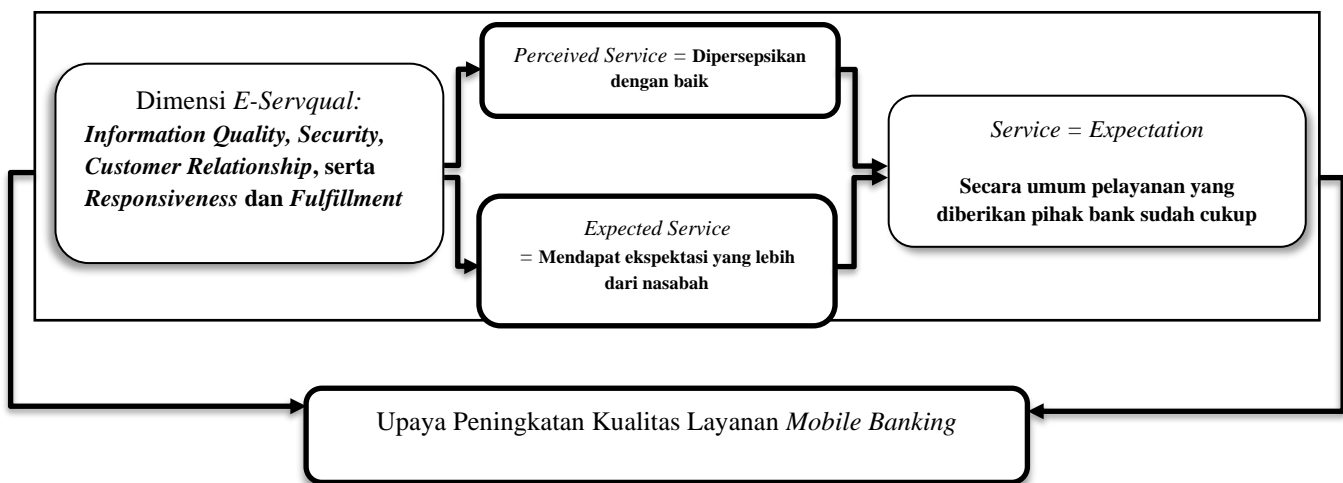 Dimensi E-Servqual:
Information Quality, Security,
Customer Relationship, serta
Responsiveness dan Fulfillment
Perceived Service = Dipersepsikan
dengan baik
Expected Service
= Mendapat ekspektasi yang lebih
dari nasabah
Service = Expectation
Secara umum pelayanan yang
diberikan pihak bank sudah cukup
Upaya Peningkatan Kualitas Layanan Mobile Banking